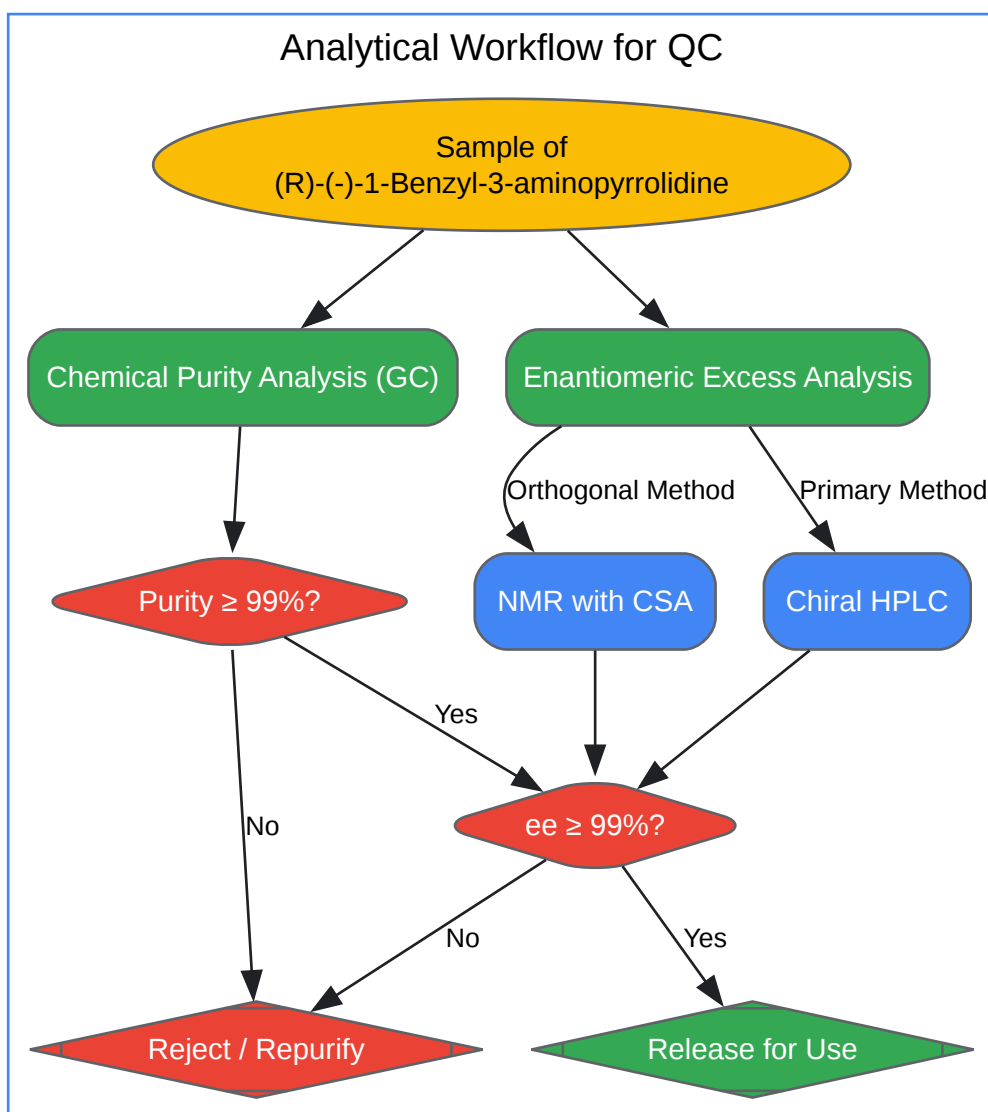 Analytical Workflow for QC
Sample of
(R)-(-)-1-Benzyl-3-aminopyrrolidine
Chemical Purity Analysis (GC)
Enantiomeric Excess Analysis
Orthogonal Method
Primary Method
Purity ≥ 99%?
NMR with CSA
Chiral HPLC
Yes
ee ≥ 99%?
No
No
Yes
Reject / Repurify
Release for Use